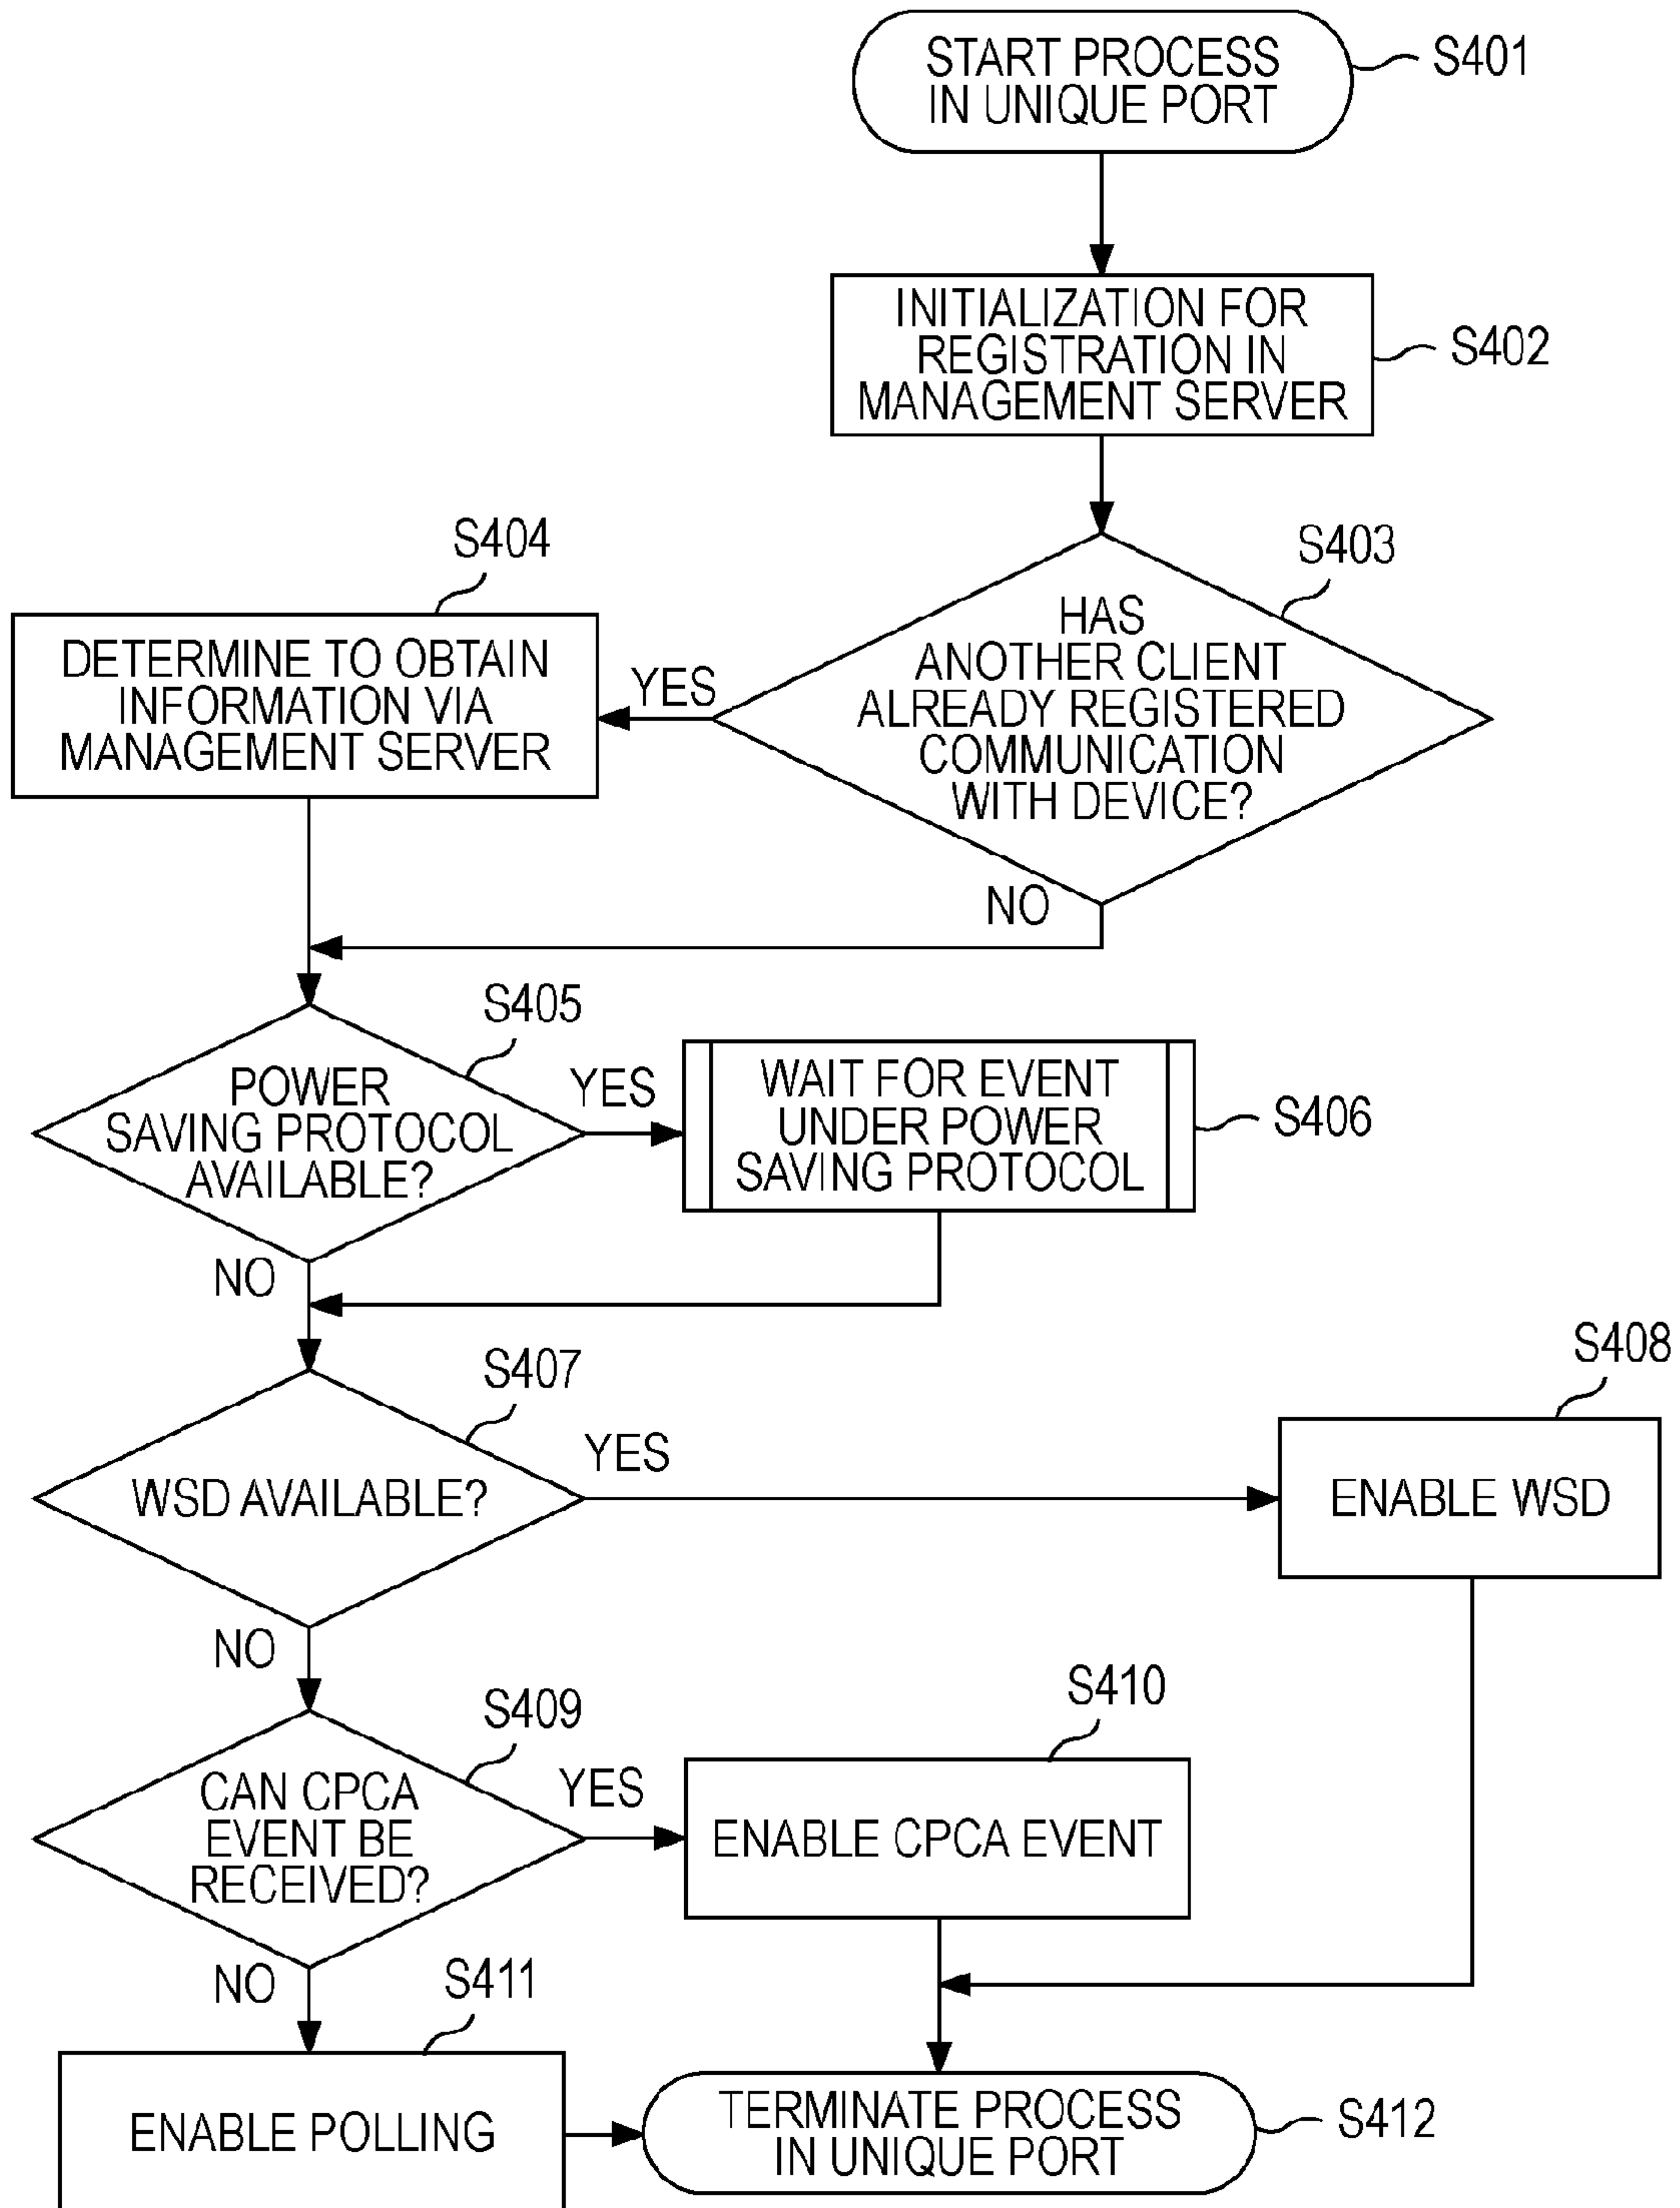 START PROCESS
IN UNIQUE PORT
S401
INITIALIZATION FOR
REGISTRATION IN
MANAGEMENT SERVER
S402
S403
HAS
ANOTHER CLIENT
ALREADY REGISTERED
COMMUNICATION
WITH DEVICE?
YES
NO
S404
DETERMINE TO OBTAIN
INFORMATION VIA
MANAGEMENT SERVER
S405
POWER
SAVING PROTOCOL
AVAILABLE?
YES
NO
WAIT FOR EVENT
UNDER POWER
SAVING PROTOCOL
S406
S407
WSD AVAILABLE?
YES
NO
S408
ENABLE WSD
S409
CAN CPCA
EVENT BE
RECEIVED?
YES
NO
S410
ENABLE CPCA EVENT
S411
ENABLE POLLING
TERMINATE PROCESS
IN UNIQUE PORT
S412